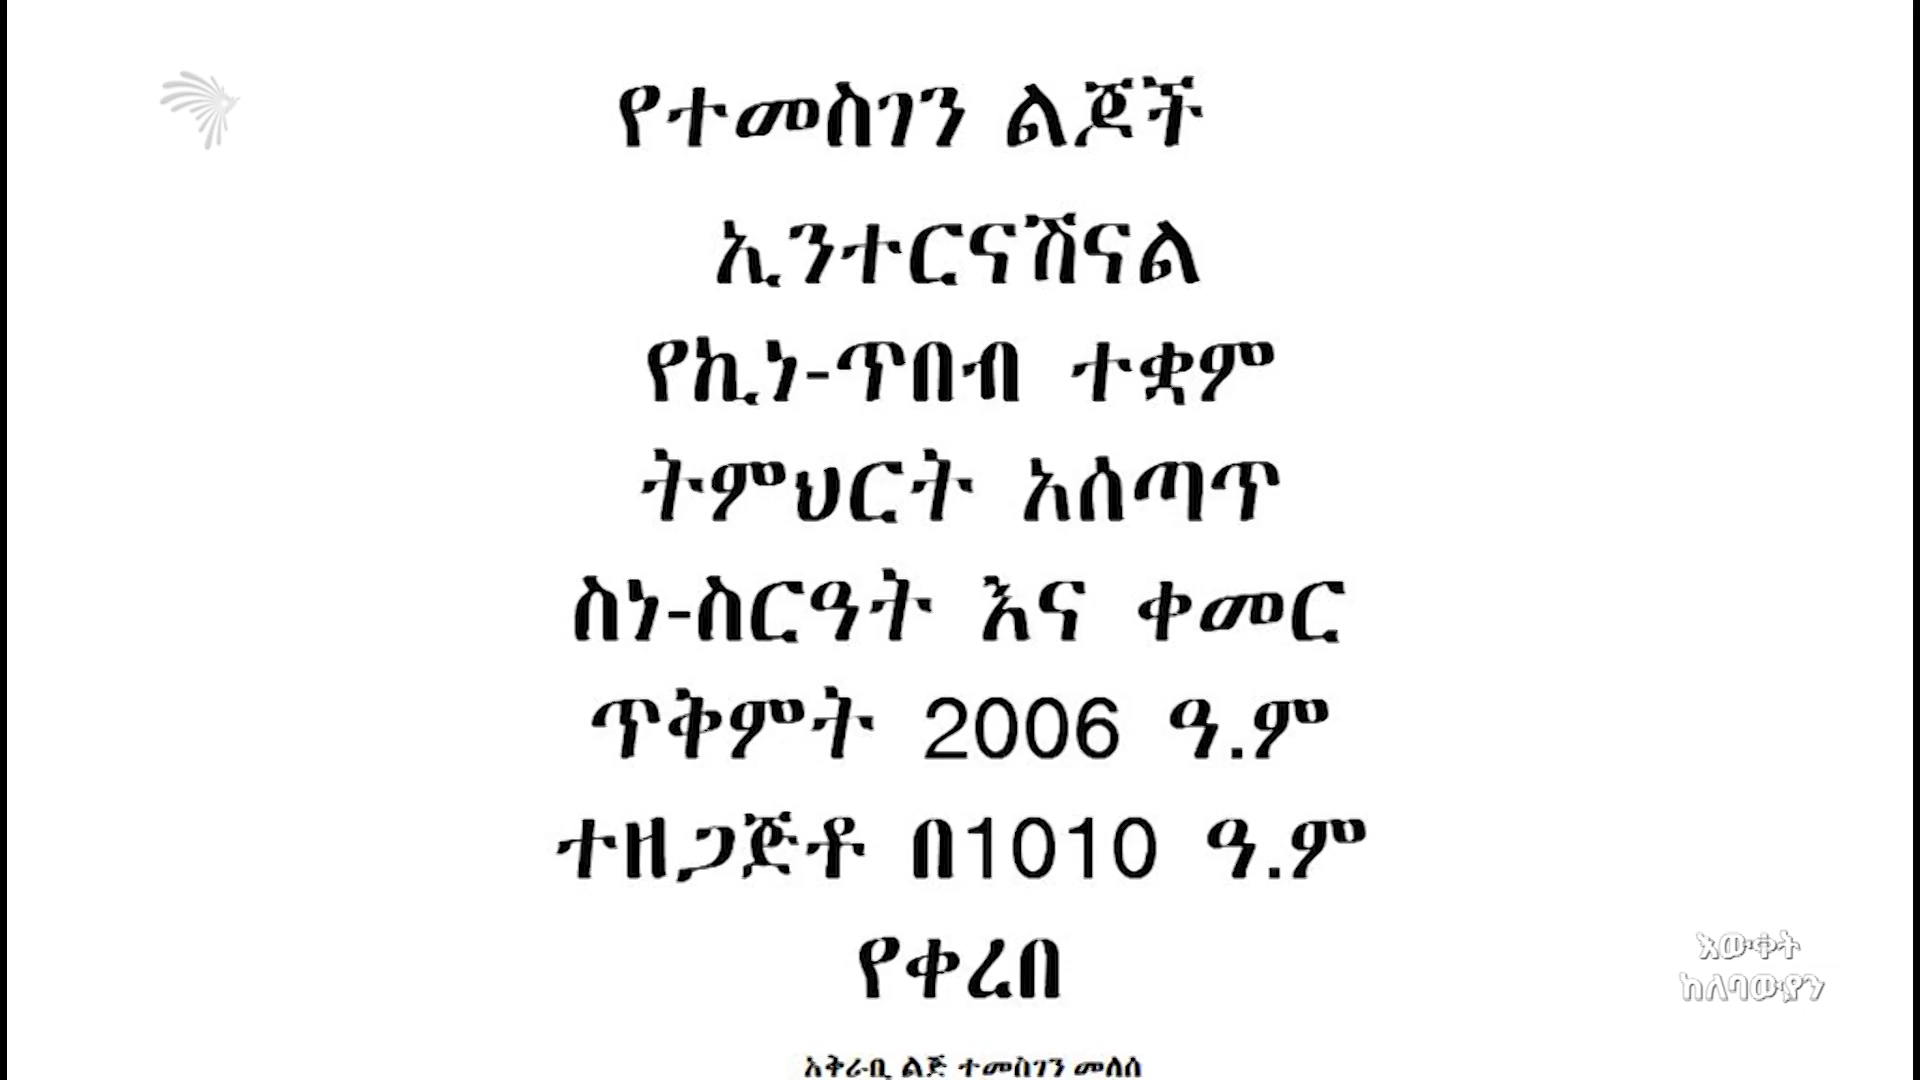 የተመስገን ልጆች
ኢንተርናሽናል
የኪነ-ጥበብ ተቋም
ትምህርት አሰጣጥ
ስነ-ስርዓት እና ቀመር
ጥቅምት 2006 ዓ.ም
ተዘጋጅቶ በ1010 ዓ.ም
የቀረበ
አቅራቢ ልጅ ተመስገን መለሰ
እውቀት
ከለባውያን